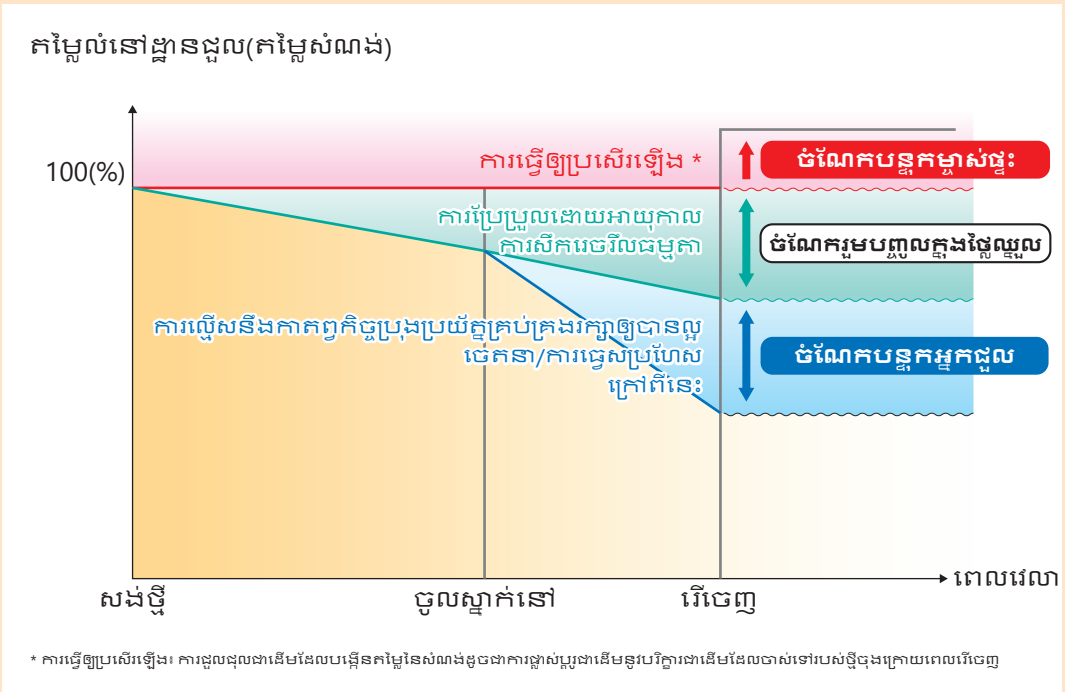 តម្លៃលំនៅដ្ឋានជួល(តម្លៃសំណង់)
100(%)
ការធ្វើឲ្យប្រសើរឡើង *
ចំណែកបន្ទុកម្ចាស់ផ្ទះ
ការប្រែប្រួលដោយអាយុកាល
ការសឹករេចរឹលធម្មតា
ចំណែករួមបញ្ចូលក្នុងថ្លៃឈ្នួល
ការល្មើសនឹងកាតព្វកិច្ចប្រុងប្រយ័ត្នគ្រប់គ្រងរក្សាឲ្យបានល្អ
ចេតនា/ការធ្វេសប្រហែស
ក្រៅពីនេះ
ចំណែកបន្ទុកអ្នកជួល
ពេលវេលា
សង់ថ្មី
ចូលស្នាក់នៅ
រើចេញ
* ការធ្វើឲ្យប្រសើរឡើង៖ ការជួលជុលជាដើមដែលបង្កើនតម្លៃនៃសំណង់ដូចជាការផ្លាស់ប្តូរជាដើមនូវបរិក្ខារជាដើមដែលចាស់ទៅរបស់ថ្មីចុងក្រោយពេលរើចេញ